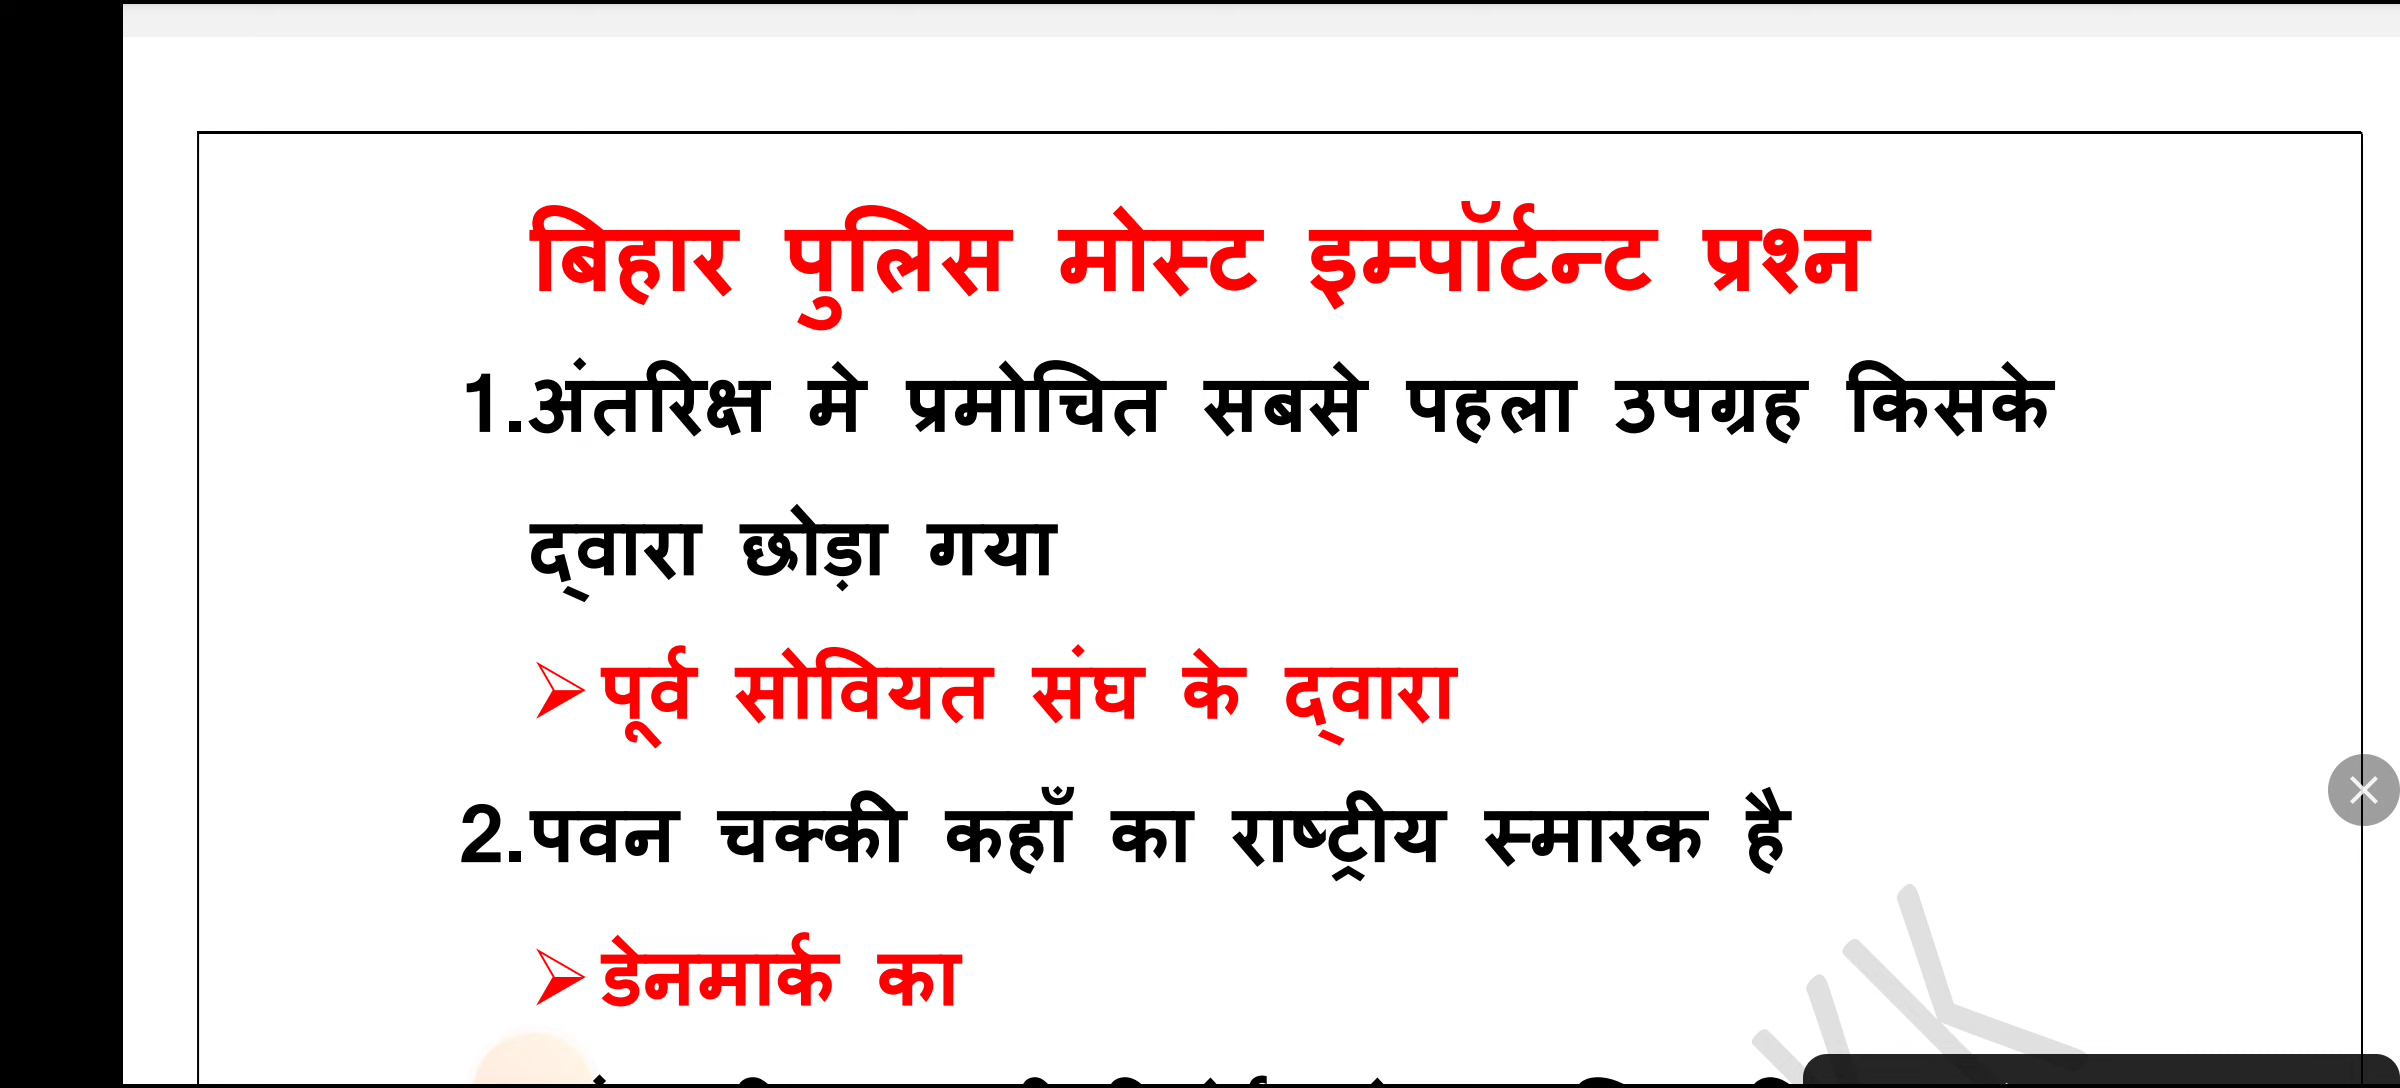 बिहार पुलिस मोस्ट इम्पॉर्टन्ट प्रश्न
1.अंतरिक्ष मे प्रमोचित सबसे पहला उपग्रह किसके
द्वारा छोड़ा गया
➢पूर्व सोवियत संघ के द्वारा
2.पवन चक्की कहाँ का राष्ट्रीय स्मारक है
➢डेनमार्क का